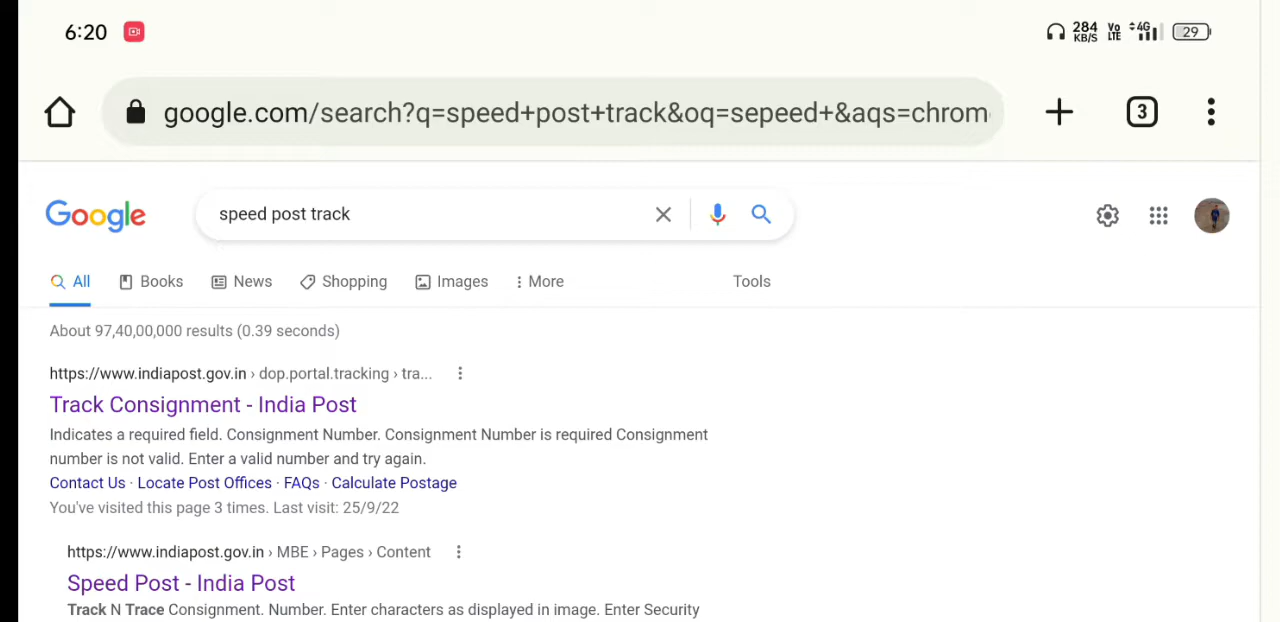 6:20
284 KB/S Vo LTE 4G 29
google.com/search?q=speed+post+track&oq=sepeed+&aqs=chrom
3
Google
speed post track
All Books News Shopping Images More Tools
About 97,40,00,000 results (0.39 seconds)
https://www.indiapost.gov.in › dop.portal.tracking › tra...
Track Consignment - India Post
Indicates a required field. Consignment Number. Consignment Number is required Consignment
number is not valid. Enter a valid number and try again.
Contact Us · Locate Post Offices · FAQs · Calculate Postage
You've visited this page 3 times. Last visit: 25/9/22
https://www.indiapost.gov.in › MBE › Pages › Content
Speed Post - India Post
Track N Trace Consignment. Number. Enter characters as displayed in image. Enter Security